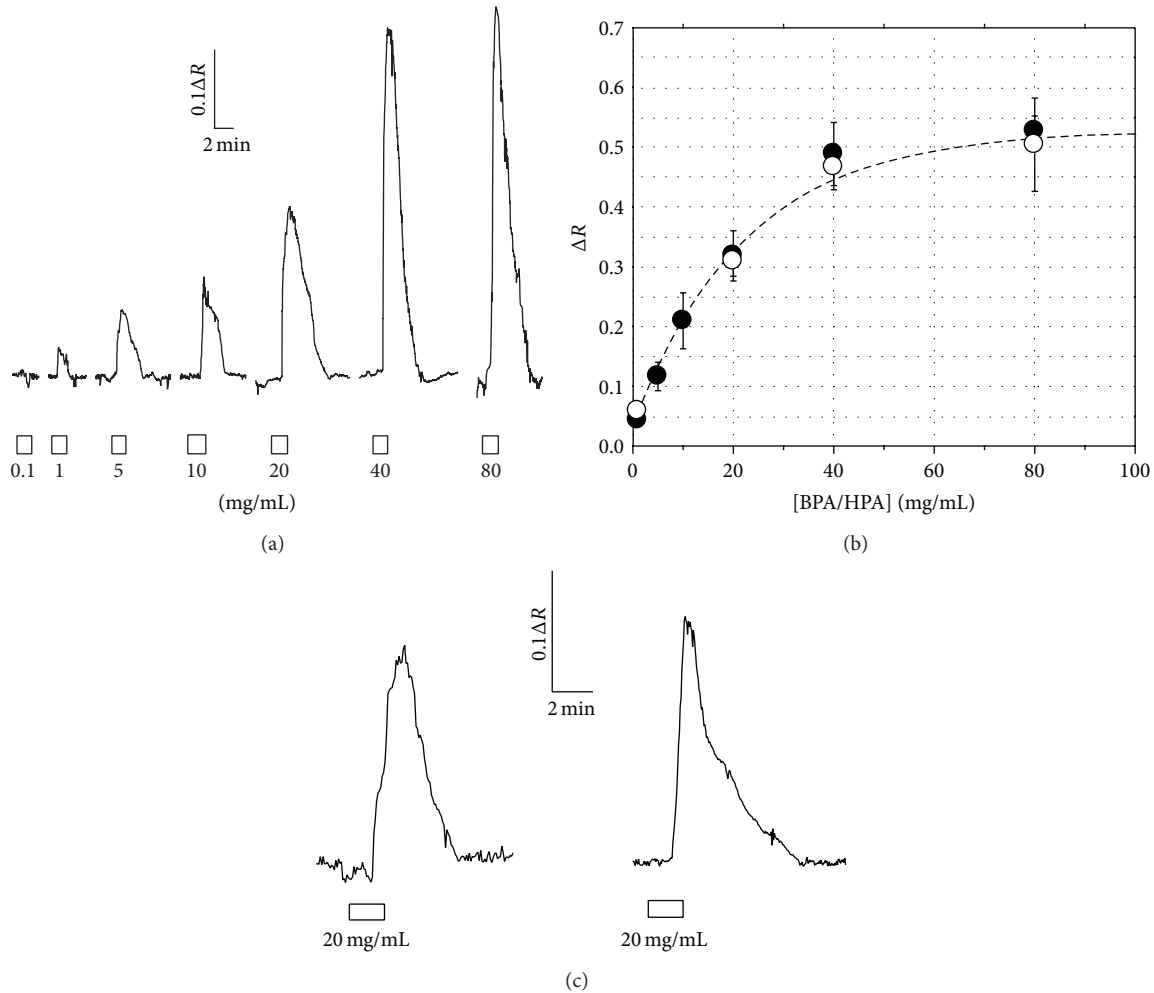 0.1ΔR
2 min
0.1 1 5 10 20 40 80
(mg/mL)
(a)
0.7
0.6
0.5
0.4
0.3
0.2
0.1
0.0
ΔR
0 20 40 60 80 100
[BPA/HPA] (mg/mL)
(b)
0.1ΔR
2 min
20 mg/mL 20 mg/mL
(c)